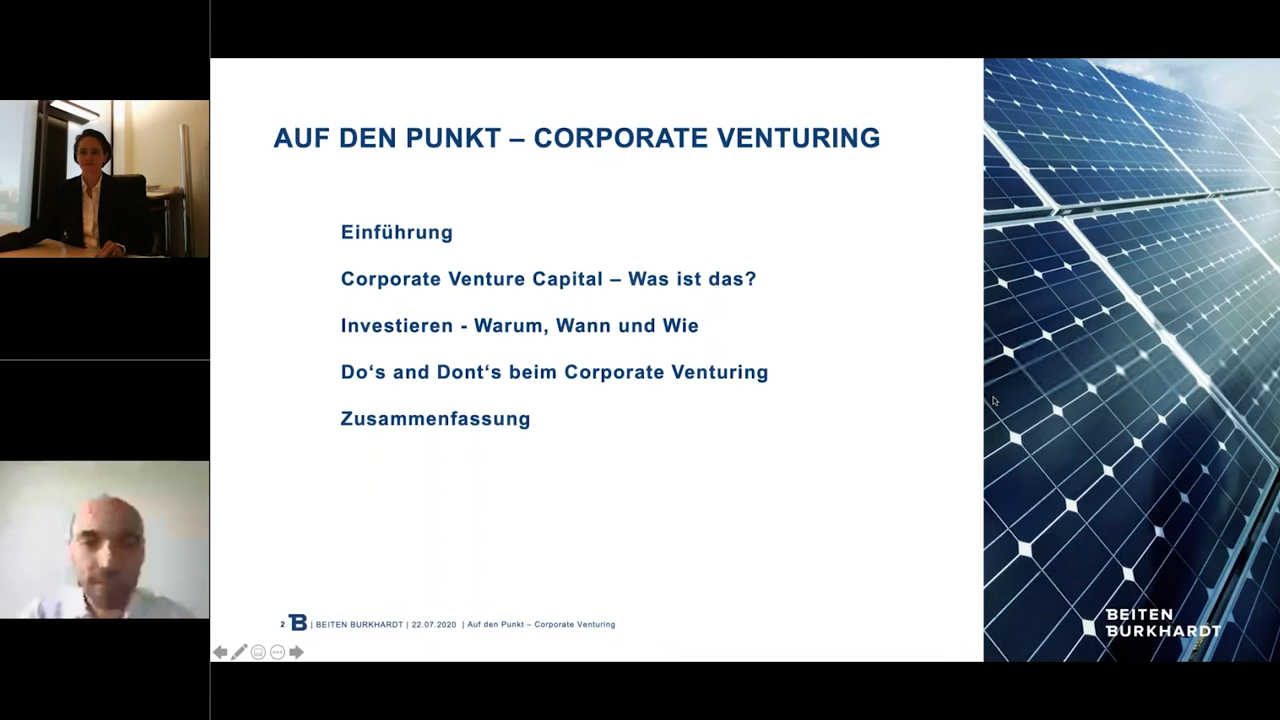 AUF DEN PUNKT – CORPORATE VENTURING
Einführung
Corporate Venture Capital – Was ist das?
Investieren - Warum, Wann und Wie
Do‘s and Dont‘s beim Corporate Venturing
Zusammenfassung
2 B | BEITEN BURKHARDT | 22.07.2020 | Auf den Punkt – Corporate Venturing
BEITEN
BURKHARDT